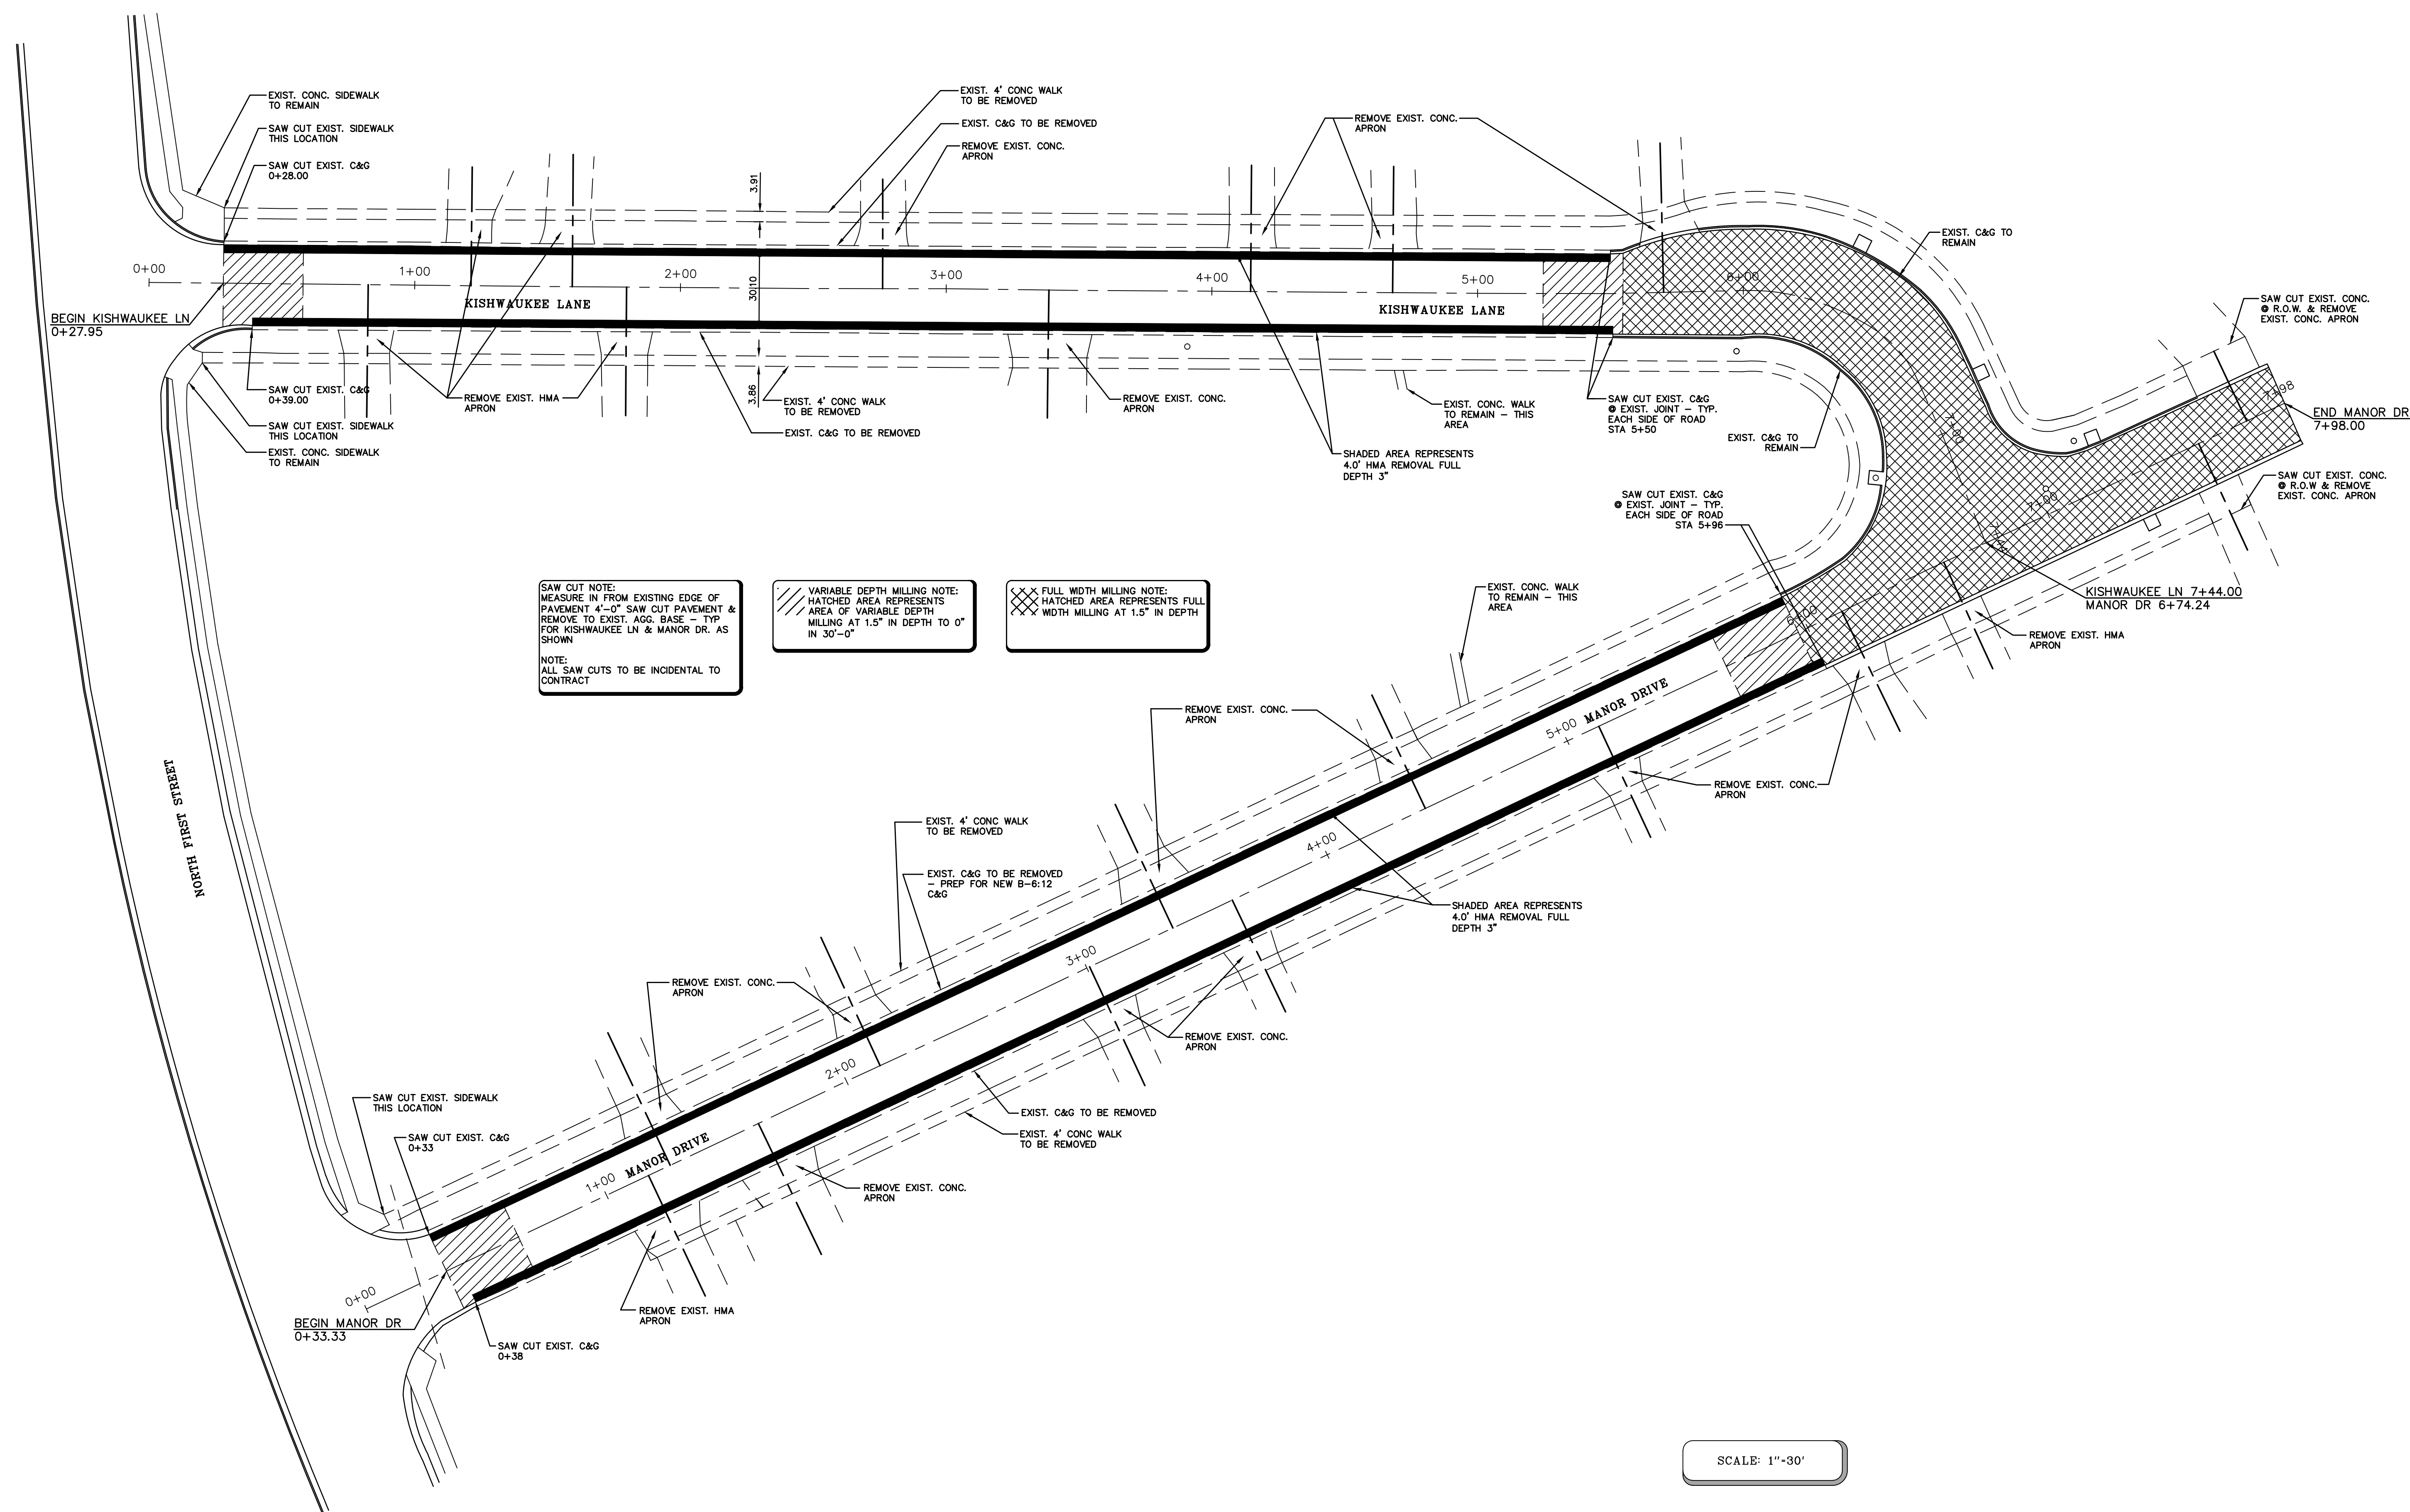 EXIST. CONC. SIDEWALK
TO REMAIN
SAW CUT EXIST. SIDEWALK
THIS LOCATION
SAW CUT EXIST. C&G
0+28.00
EXIST. 4' CONC WALK
TO BE REMOVED
EXIST. C&G TO BE REMOVED
REMOVE EXIST. CONC.
APRON
REMOVE EXIST. CONC.
APRON
EXIST. C&G TO
REMAIN
3.91
0+00
1+00
2+00
3+00
4+00
5+00
6+00
30.10
KISHWAUKEE LANE
KISHWAUKEE LANE
BEGIN KISHWAUKEE LN
0+27.95
SAW CUT EXIST. CONC.
@ R.O.W. & REMOVE
EXIST. CONC. APRON
SAW CUT EXIST. C&G
0+39.00
REMOVE EXIST. HMA
APRON
3.86
EXIST. 4' CONC WALK
TO BE REMOVED
REMOVE EXIST. CONC.
APRON
EXIST. CONC. WALK
TO REMAIN - THIS
AREA
SAW CUT EXIST. C&G
@ EXIST. JOINT - TYP.
EACH SIDE OF ROAD
STA 5+50
7+98
END MANOR DR
7+98.00
SAW CUT EXIST. SIDEWALK
THIS LOCATION
EXIST. C&G TO BE REMOVED
EXIST. C&G TO
REMAIN
7+00
EXIST. CONC. SIDEWALK
TO REMAIN
SHADED AREA REPRESENTS
4.0' HMA REMOVAL FULL
DEPTH 3"
SAW CUT EXIST. CONC.
@ R.O.W & REMOVE
EXIST. CONC. APRON
SAW CUT EXIST. C&G
@ EXIST. JOINT - TYP.
EACH SIDE OF ROAD
STA 5+96
7+00
7+44
SAW CUT NOTE:
MEASURE IN FROM EXISTING EDGE OF
PAVEMENT 4'-0" SAW CUT PAVEMENT &
REMOVE TO EXIST. AGG. BASE - TYP
FOR KISHWAUKEE LN & MANOR DR. AS
SHOWN
NOTE:
ALL SAW CUTS TO BE INCIDENTAL TO
CONTRACT
VARIABLE DEPTH MILLING NOTE:
HATCHED AREA REPRESENTS
AREA OF VARIABLE DEPTH
MILLING AT 1.5" IN DEPTH TO 0"
IN 30'-0"
FULL WIDTH MILLING NOTE:
HATCHED AREA REPRESENTS FULL
WIDTH MILLING AT 1.5" IN DEPTH
EXIST. CONC. WALK
TO REMAIN - THIS
AREA
KISHWAUKEE LN 7+44.00
MANOR DR 6+74.24
6+00
REMOVE EXIST. HMA
APRON
MANOR DRIVE
5+00
REMOVE EXIST. CONC.
APRON
REMOVE EXIST. CONC.
APRON
NORTH FIRST STREET
EXIST. 4' CONC WALK
TO BE REMOVED
4+00
EXIST. C&G TO BE REMOVED
- PREP FOR NEW B-6:12
C&G
SHADED AREA REPRESENTS
4.0' HMA REMOVAL FULL
DEPTH 3"
3+00
REMOVE EXIST. CONC.
APRON
REMOVE EXIST. CONC.
APRON
2+00
SAW CUT EXIST. SIDEWALK
THIS LOCATION
EXIST. C&G TO BE REMOVED
EXIST. 4' CONC WALK
TO BE REMOVED
SAW CUT EXIST. C&G
0+33
MANOR DRIVE
1+00
REMOVE EXIST. CONC.
APRON
0+00
REMOVE EXIST. HMA
APRON
BEGIN MANOR DR
0+33.33
SAW CUT EXIST. C&G
0+38
SCALE: 1"-30'